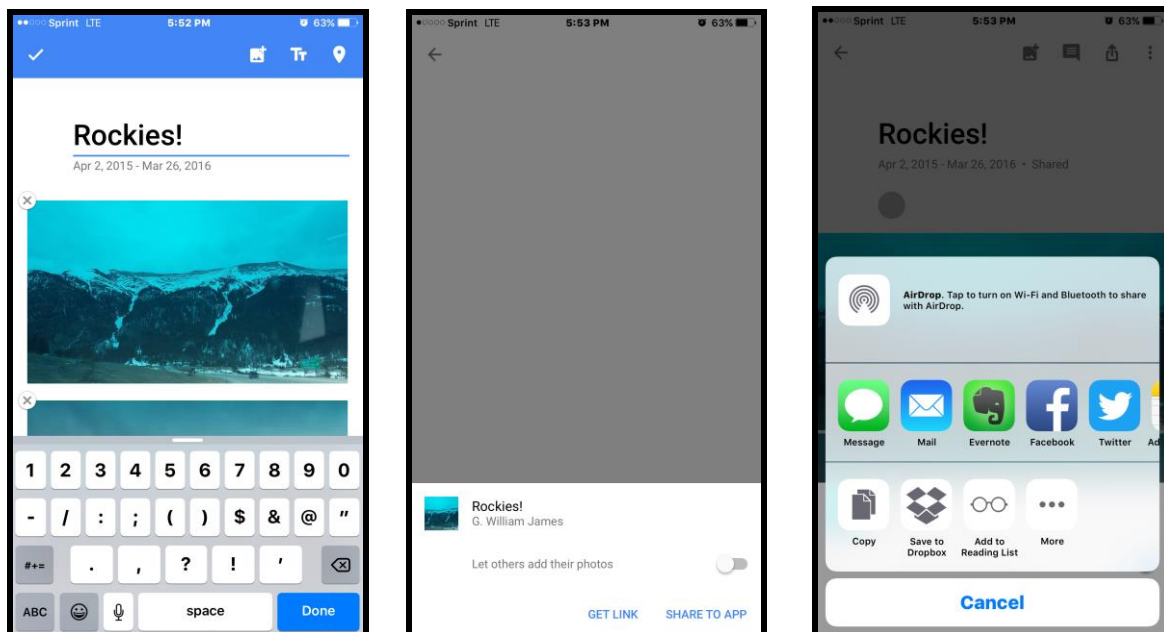 Sprint LTE 5:52 PM 63%
Tт
Rockies!
Apr 2, 2015 - Mar 26, 2016
1 2 3 4 5 6 7 8 9 0
- / : ; ( ) $ & @ "
#+= . , ? ! ' 
ABC space Done
Sprint LTE 5:53 PM 63%
Rockies!
G. William James
Let others add their photos
GET LINK SHARE TO APP
Sprint LTE 5:53 PM 63%
Rockies!
Apr 2, 2015 - Mar 26, 2016 • Shared
AirDrop. Tap to turn on Wi-Fi and Bluetooth to share
with AirDrop.
Message Mail Evernote Facebook Twitter Ad
Copy Save to Add to More
Dropbox Reading List
Cancel